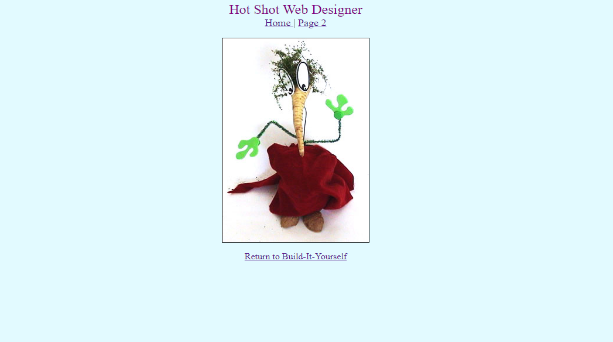 Hot Shot Web Designer
Home | Page 2
Return to Build-It-Yourself